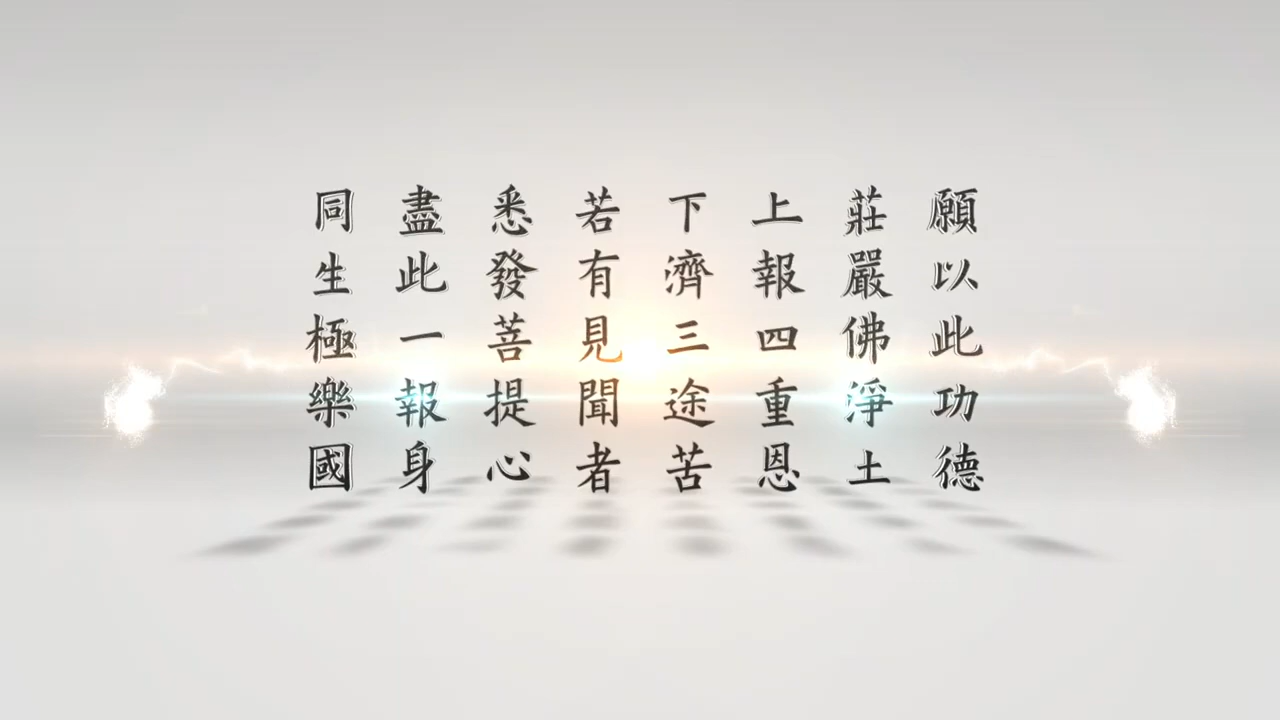 願以此功德
莊嚴佛淨土
上報四重恩
下濟三途苦
若有見聞者
悉發菩提心
盡此一報身
同生極樂國